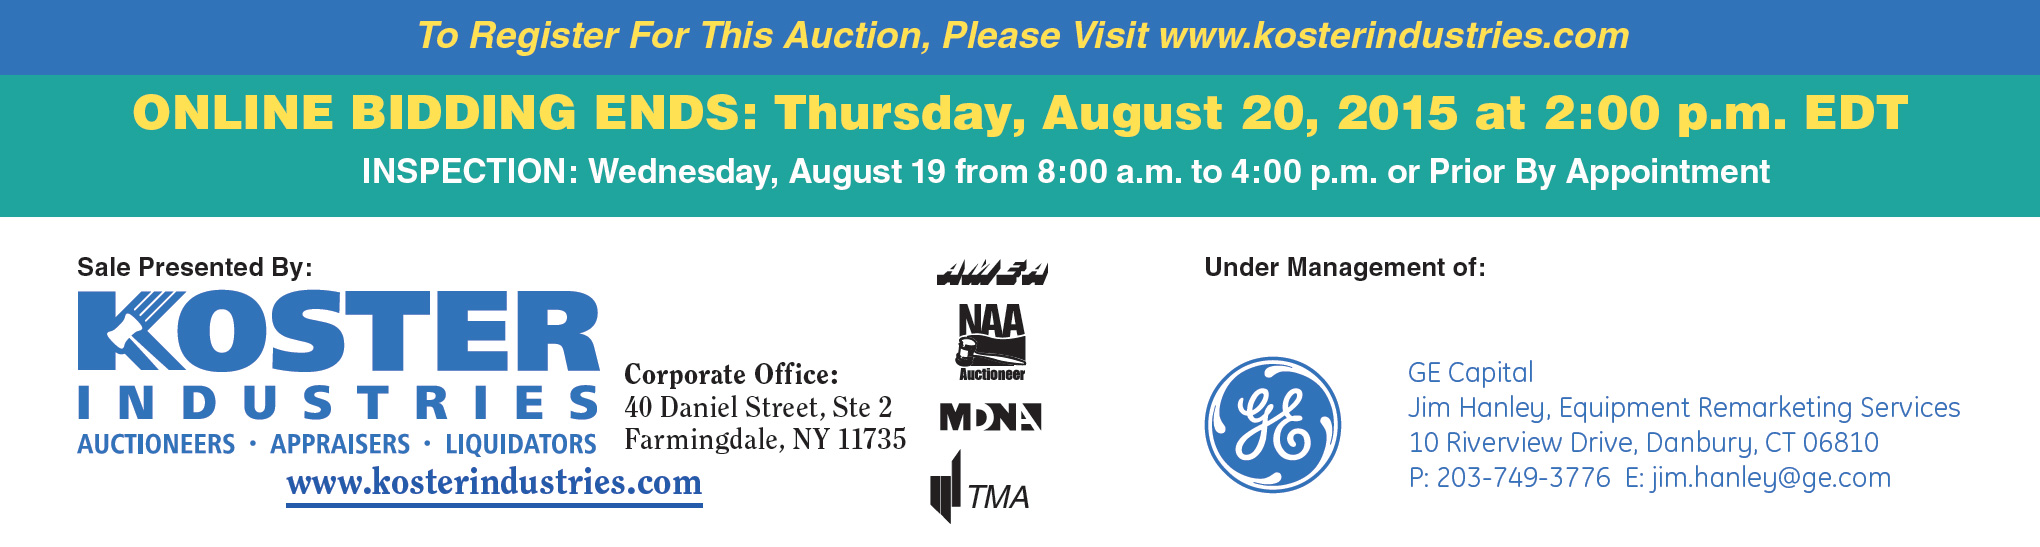 To Register For This Auction, Please Visit www.kosterindustries.com
ONLINE BIDDING ENDS: Thursday, August 20, 2015 at 2:00 p.m. EDT
INSPECTION: Wednesday, August 19 from 8:00 a.m. to 4:00 p.m. or Prior By Appointment
Sale Presented By:
KOSTER
INDUSTRIES
AUCTIONEERS • APPRAISERS • LIQUIDATORS
www.kosterindustries.com
Corporate Office:
40 Daniel Street, Ste 2
Farmingdale, NY 11735
AMEA
NAA
Auctioneer
MDNA
TMA
Under Management of:
GE
GE Capital
Jim Hanley, Equipment Remarketing Services
10 Riverview Drive, Danbury, CT 06810
P: 203-749-3776 E: jim.hanley@ge.com